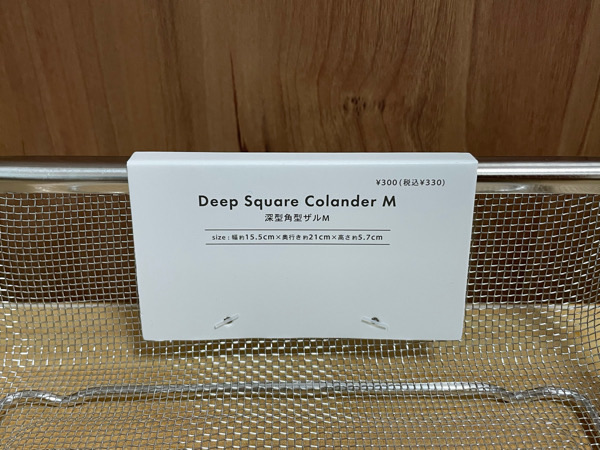 ¥300(税込¥330)
Deep Square Colander M
深型角型ザルM
size : 幅約15.5cm×奥行き約21cm×高さ約5.7cm